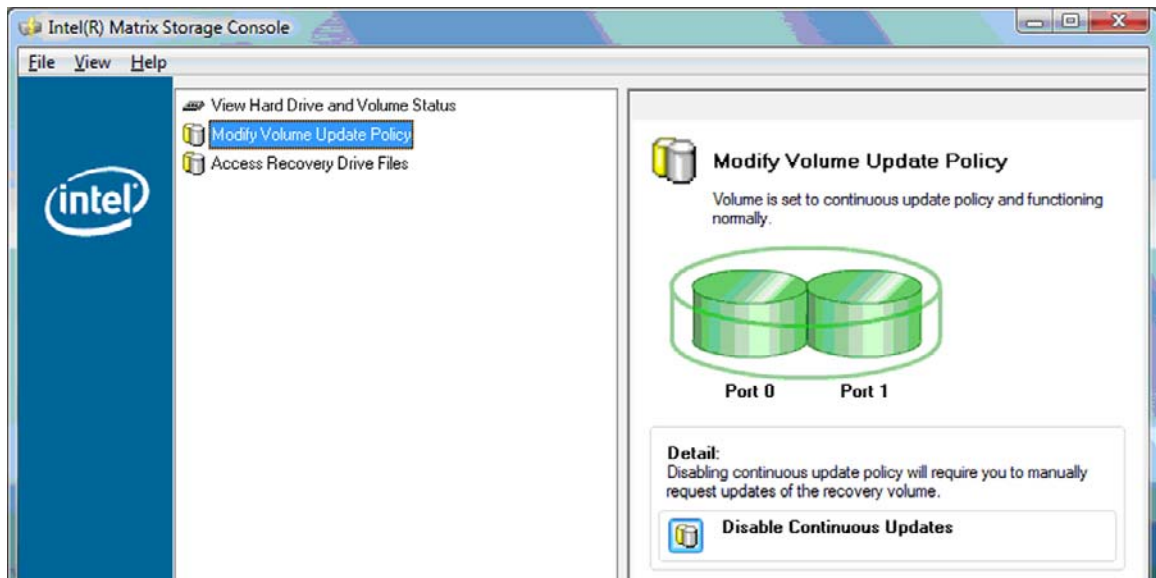 Intel(R) Matrix Storage Console
File View Help
intel
View Hard Drive and Volume Status
Modify Volume Update Policy
Access Recovery Drive Files
Modify Volume Update Policy
Volume is set to continuous update policy and functioning
normally.
Port 0 Port 1
Detail:
Disabling continuous update policy will require you to manually
request updates of the recovery volume.
Disable Continuous Updates